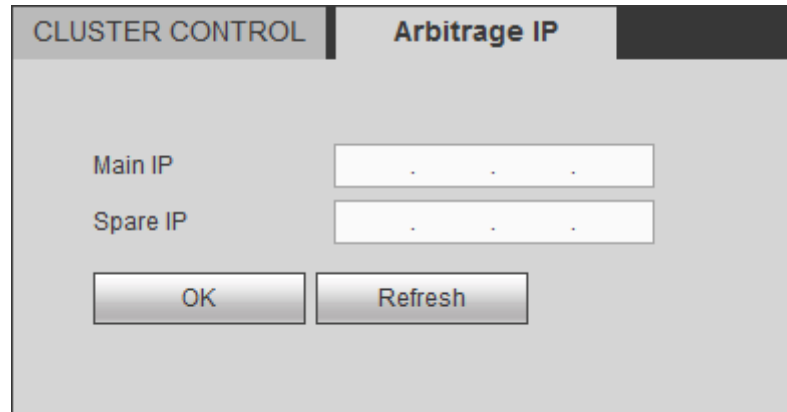 CLUSTER CONTROL Arbitrage IP
Main IP . . .
Spare IP . . .
OK Refresh